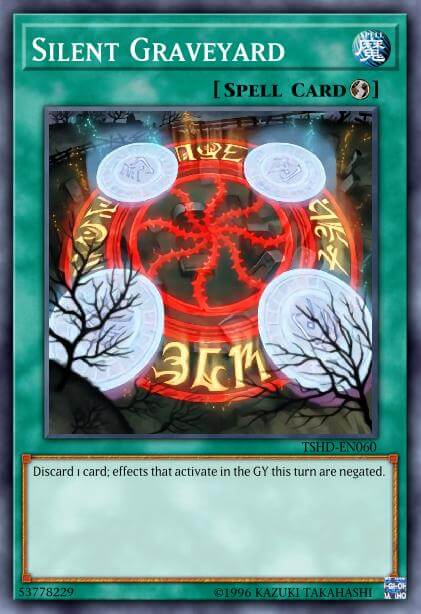 SILENT GRAVEYARD
SPELL
魔
[SPELL CARD]
TSHD-EN060
Discard 1 card; effects that activate in the GY this turn are negated.
53778229
©1996 KAZUKI TAKAHASHI